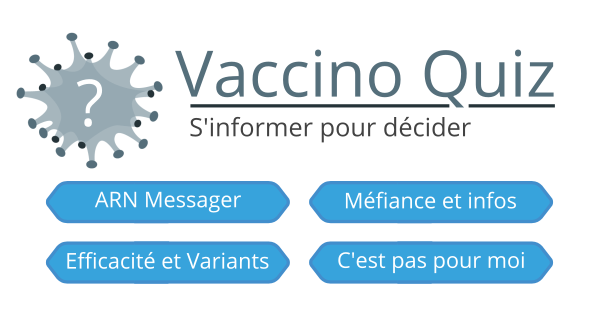 ?
Vaccino Quiz
S'informer pour décider
ARN Messager
Méfiance et infos
Efficacité et Variants
C'est pas pour moi